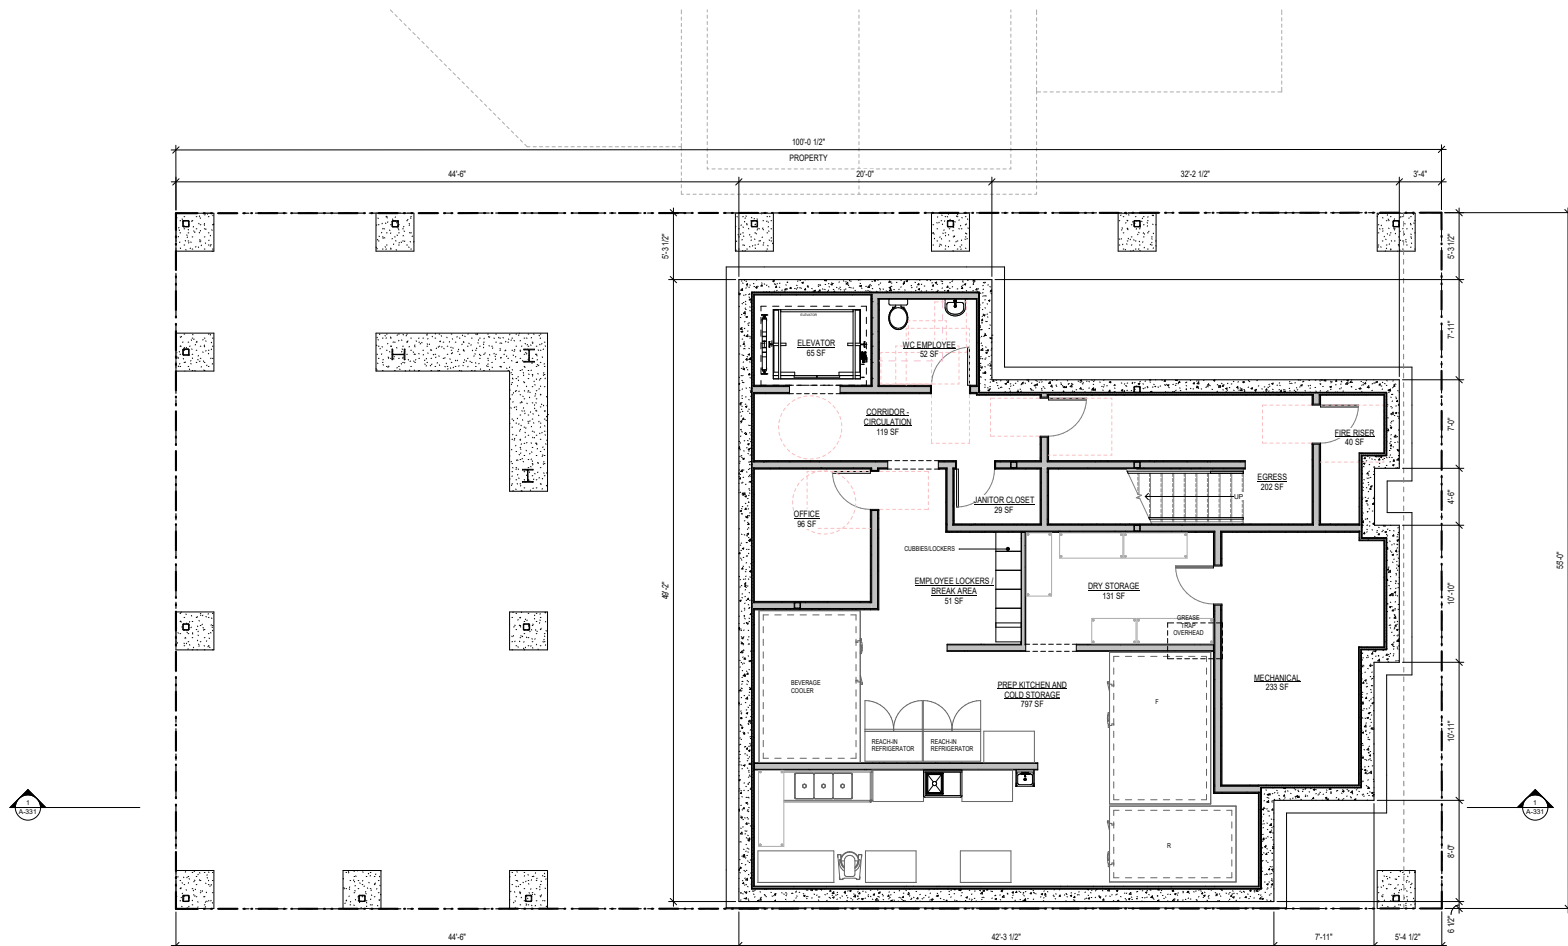 100'-0 1/2"
PROPERTY
44'-6"
20'-0"
32'-2 1/2"
3'-4"
5'-3 1/2"
5'-3 1/2"
7'-11"
7'-0"
4'-6"
10'-10"
10'-11"
8'-0"
6 1/2"
55'-0"
49'-2"
ELEVATOR
ELEVATOR
65 SF
WC EMPLOYEE
52 SF
CORRIDOR -
CIRCULATION
119 SF
FIRE RISER
40 SF
EGRESS
202 SF
UP
OFFICE
96 SF
JANITOR CLOSET
29 SF
CUBBIES/LOCKERS
EMPLOYEE LOCKERS /
BREAK AREA
51 SF
DRY STORAGE
131 SF
GREASE
TRAP
OVERHEAD
MECHANICAL
233 SF
BEVERAGE
COOLER
PREP KITCHEN AND
COLD STORAGE
797 SF
F
REACH-IN
REFRIGERATOR
REACH-IN
REFRIGERATOR
R
1
A-331
1
A-331
44'-6"
42'-3 1/2"
7'-11"
5'-4 1/2"